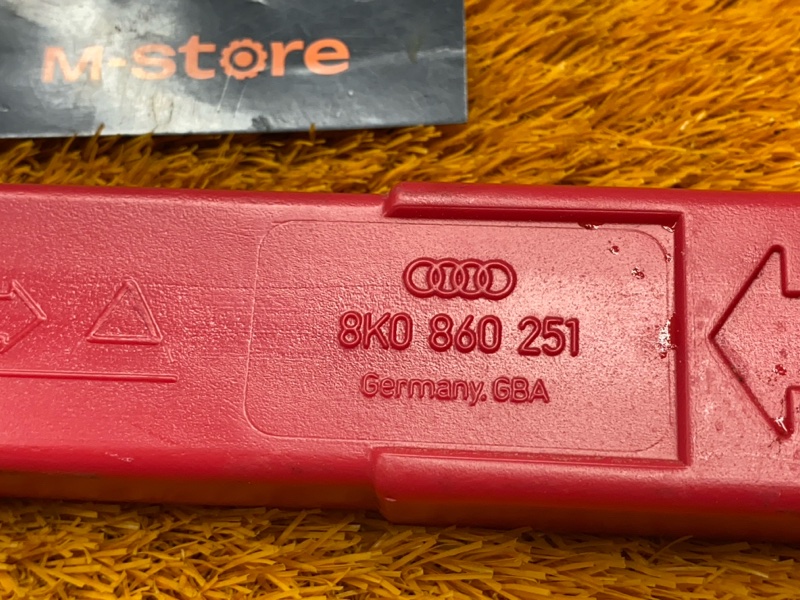 M-store
8K0 860 251
Germany. GBA